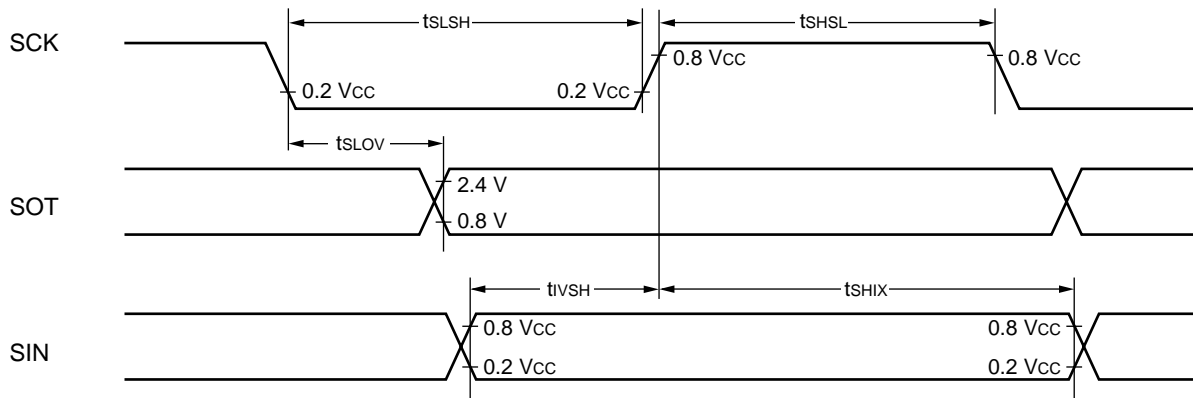 tSLSH
tSHSL
SCK
0.8 VCC
0.8 VCC
0.2 VCC
0.2 VCC
tSLOV
2.4 V
SOT
0.8 V
tIVSH
tSHIX
0.8 VCC
0.8 VCC
SIN
0.2 VCC
0.2 VCC